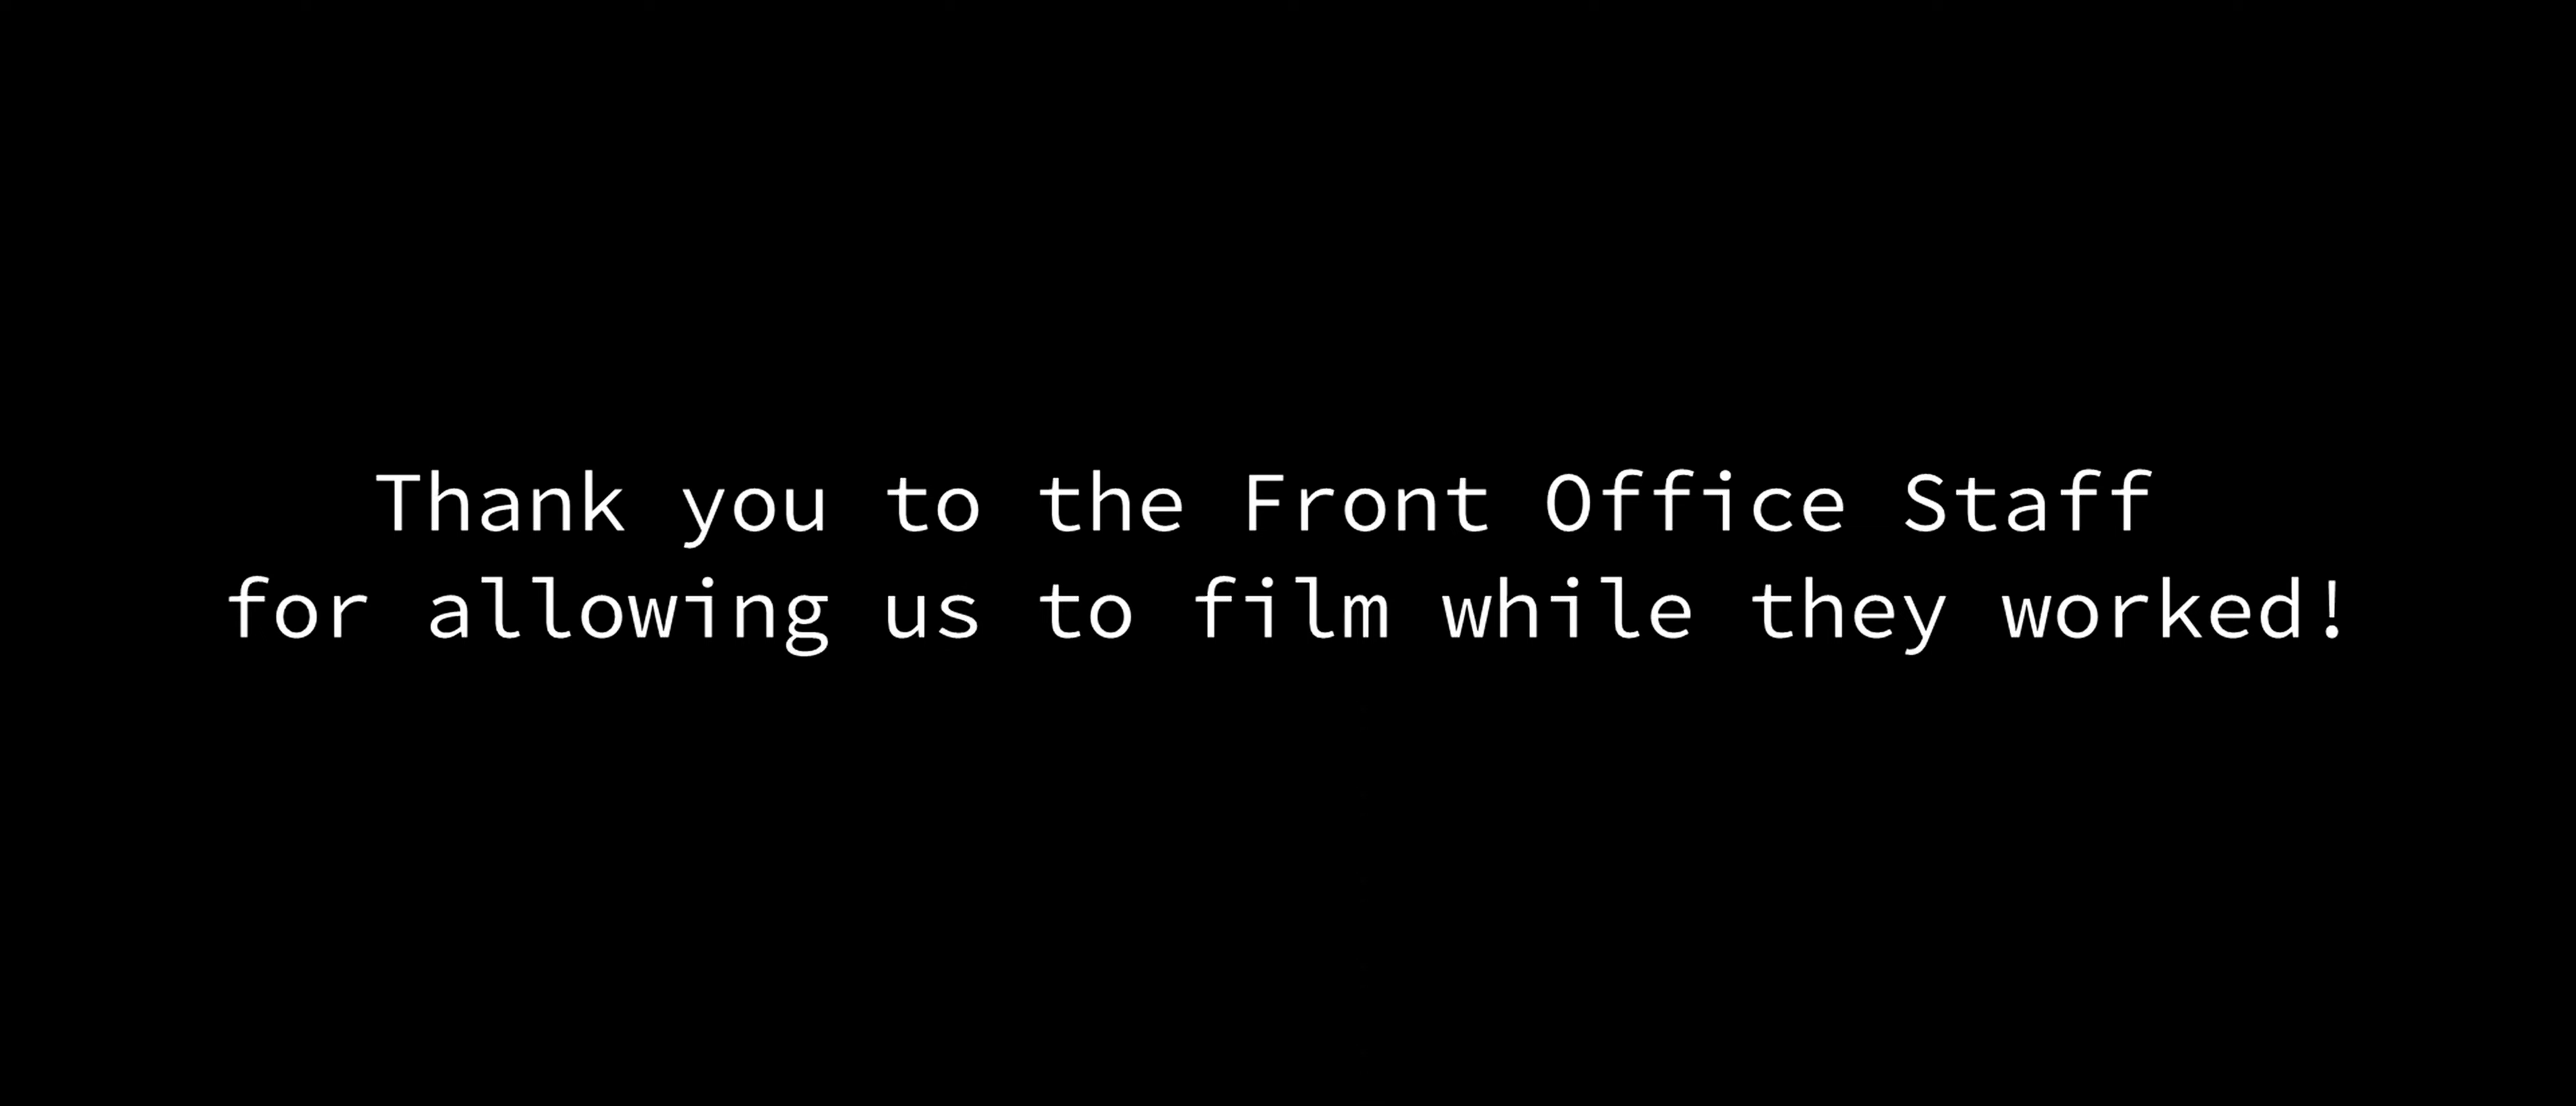 Thank you to the Front Office Staff
for allowing us to film while they worked!